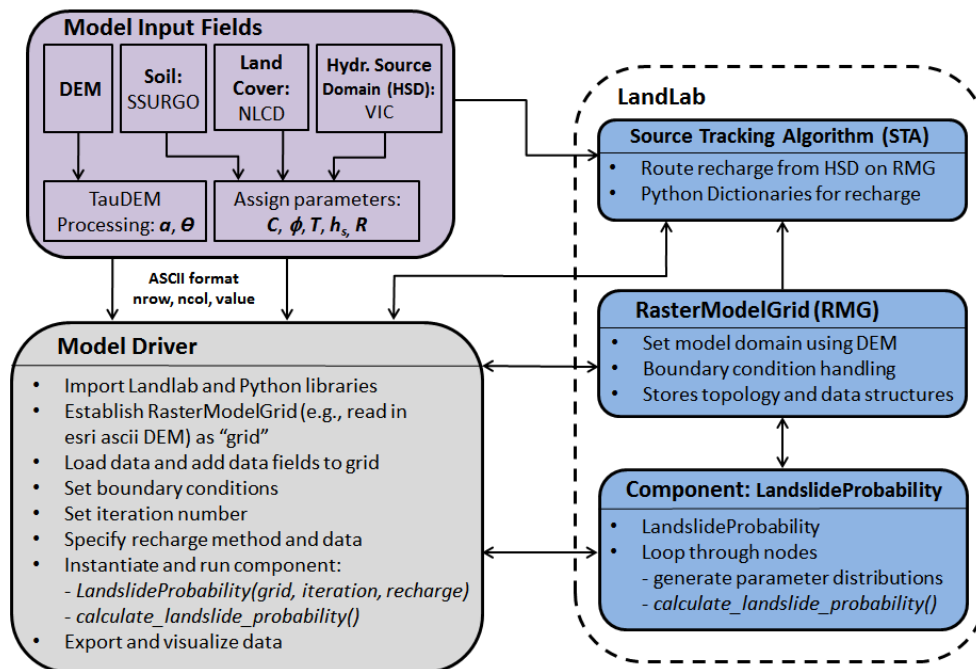 Model Input Fields
DEM
Soil:
SSURGO
Land
Cover:
NLCD
Hydr. Source
Domain (HSD):
VIC
TauDEM
Processing: a, ϴ
Assign parameters:
C, ϕ, T, hs, R
ASCII format
nrow, ncol, value
Model Driver
• Import Landlab and Python libraries
• Establish RasterModelGrid (e.g., read in
esri ascii DEM) as “grid”
• Load data and add data fields to grid
• Set boundary conditions
• Set iteration number
• Specify recharge method and data
• Instantiate and run component:
- LandslideProbability(grid, iteration, recharge)
- calculate_landslide_probability()
• Export and visualize data
LandLab
Source Tracking Algorithm (STA)
• Route recharge from HSD on RMG
• Python Dictionaries for recharge
RasterModelGrid (RMG)
• Set model domain using DEM
• Boundary condition handling
• Stores topology and data structures
Component: LandslideProbability
• LandslideProbability
• Loop through nodes
- generate parameter distributions
- calculate_landslide_probability()